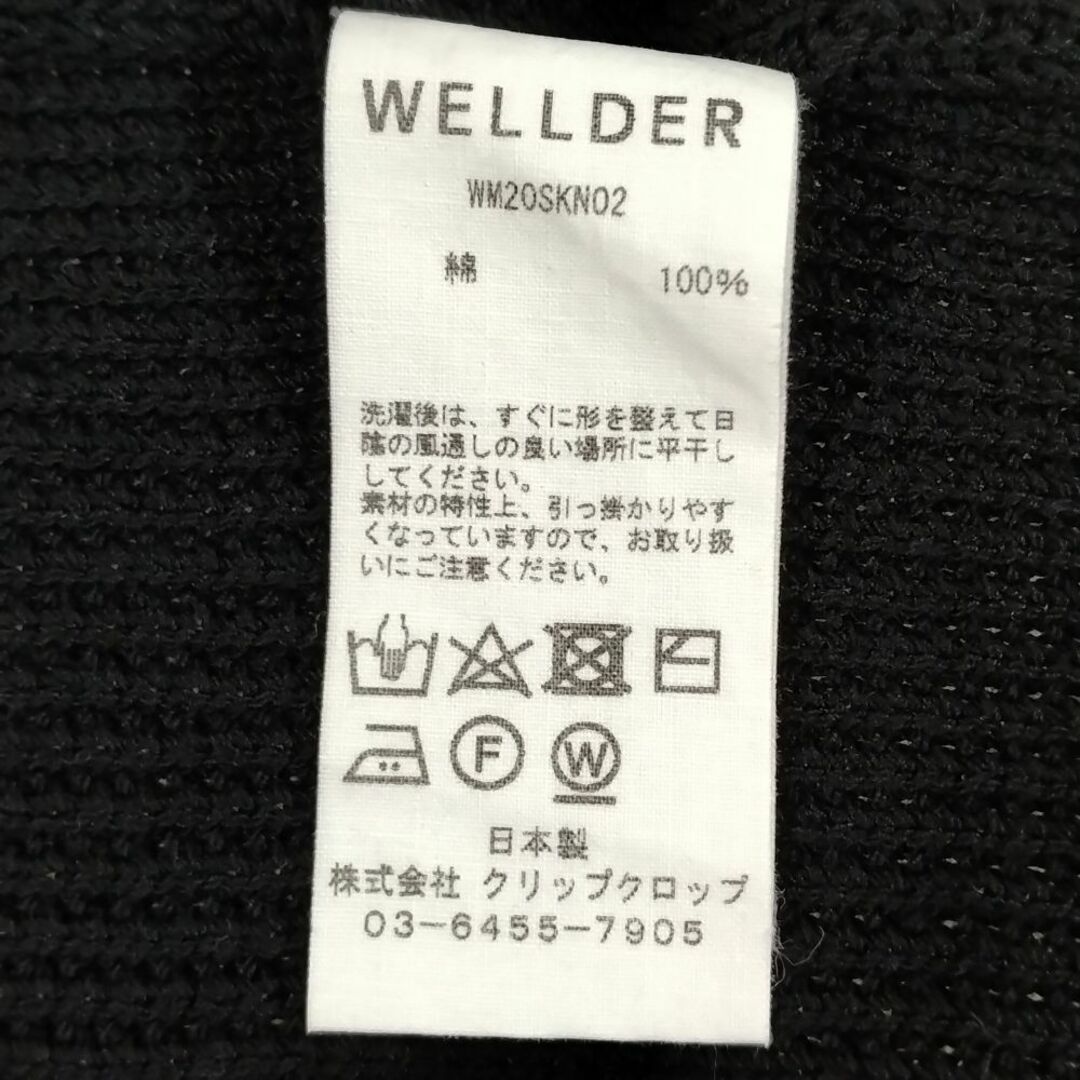 WELLDER
WM20SKN02
綿 100%
洗濯後は、すぐに形を整えて日
陰の風通しの良い場所に平干し
してください。
素材の特性上、引っ掛かりやす
くなっていますので、お取り扱
いにご注意ください。
F W
日本製
株式会社 クリップクロップ
03-6455-7905